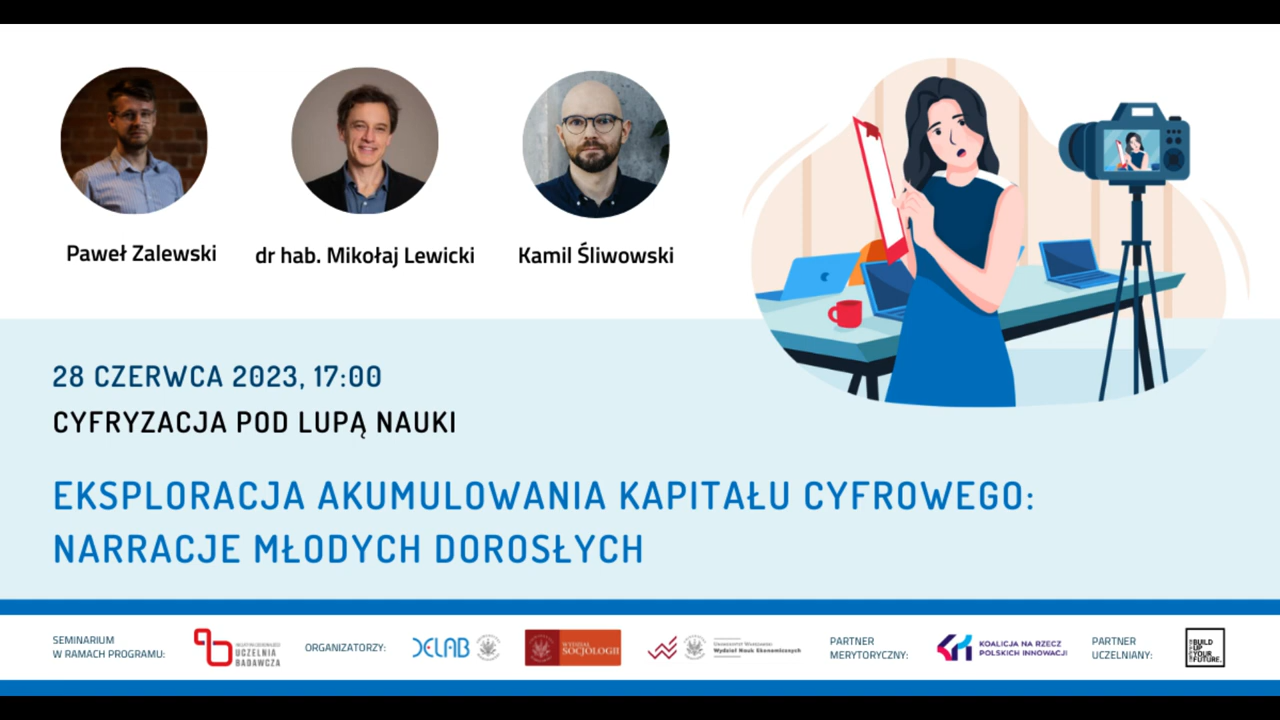 Paweł Zalewski
dr hab. Mikołaj Lewicki
Kamil Śliwowski
28 CZERWCA 2023, 17:00
CYFRYZACJA POD LUPĄ NAUKI
EKSPLORACJA AKUMULOWANIA KAPITAŁU CYFROWEGO:
NARRACJE MŁODYCH DOROSŁYCH
SEMINARIUM
W RAMACH PROGRAMU:
UCZELNIA
BADAWCZA
ORGANIZATORZY:
DELAB
WYDZIAŁ
SOCJOLOGII
Uniwersytet Warszawski
Wydział Nauk Ekonomicznych
PARTNER
MERYTORYCZNY:
KOALICJA NA RZECZ
POLSKICH INNOWACJI
PARTNER
UCZELNIANY:
BUILD
UP
YOUR
FUTURE.